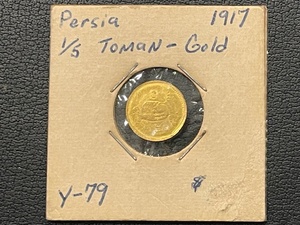 Persia 1917
1/5 TOMAN - Gold
Y-79 $